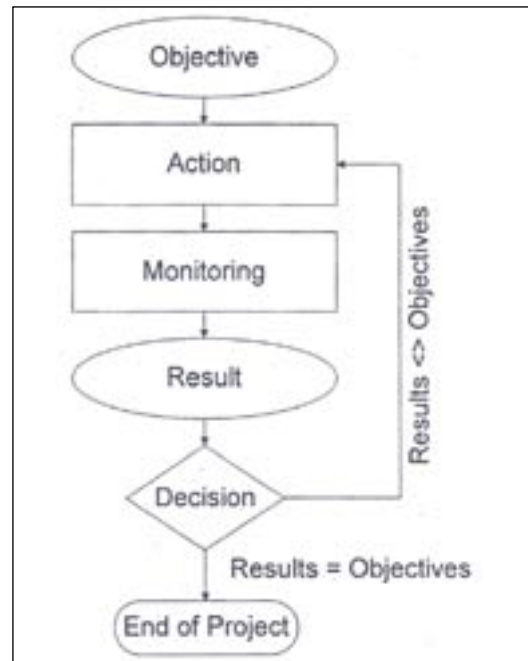 Objective
Action
Monitoring
Result
Decision
Results <> Objectives
Results = Objectives
End of Project